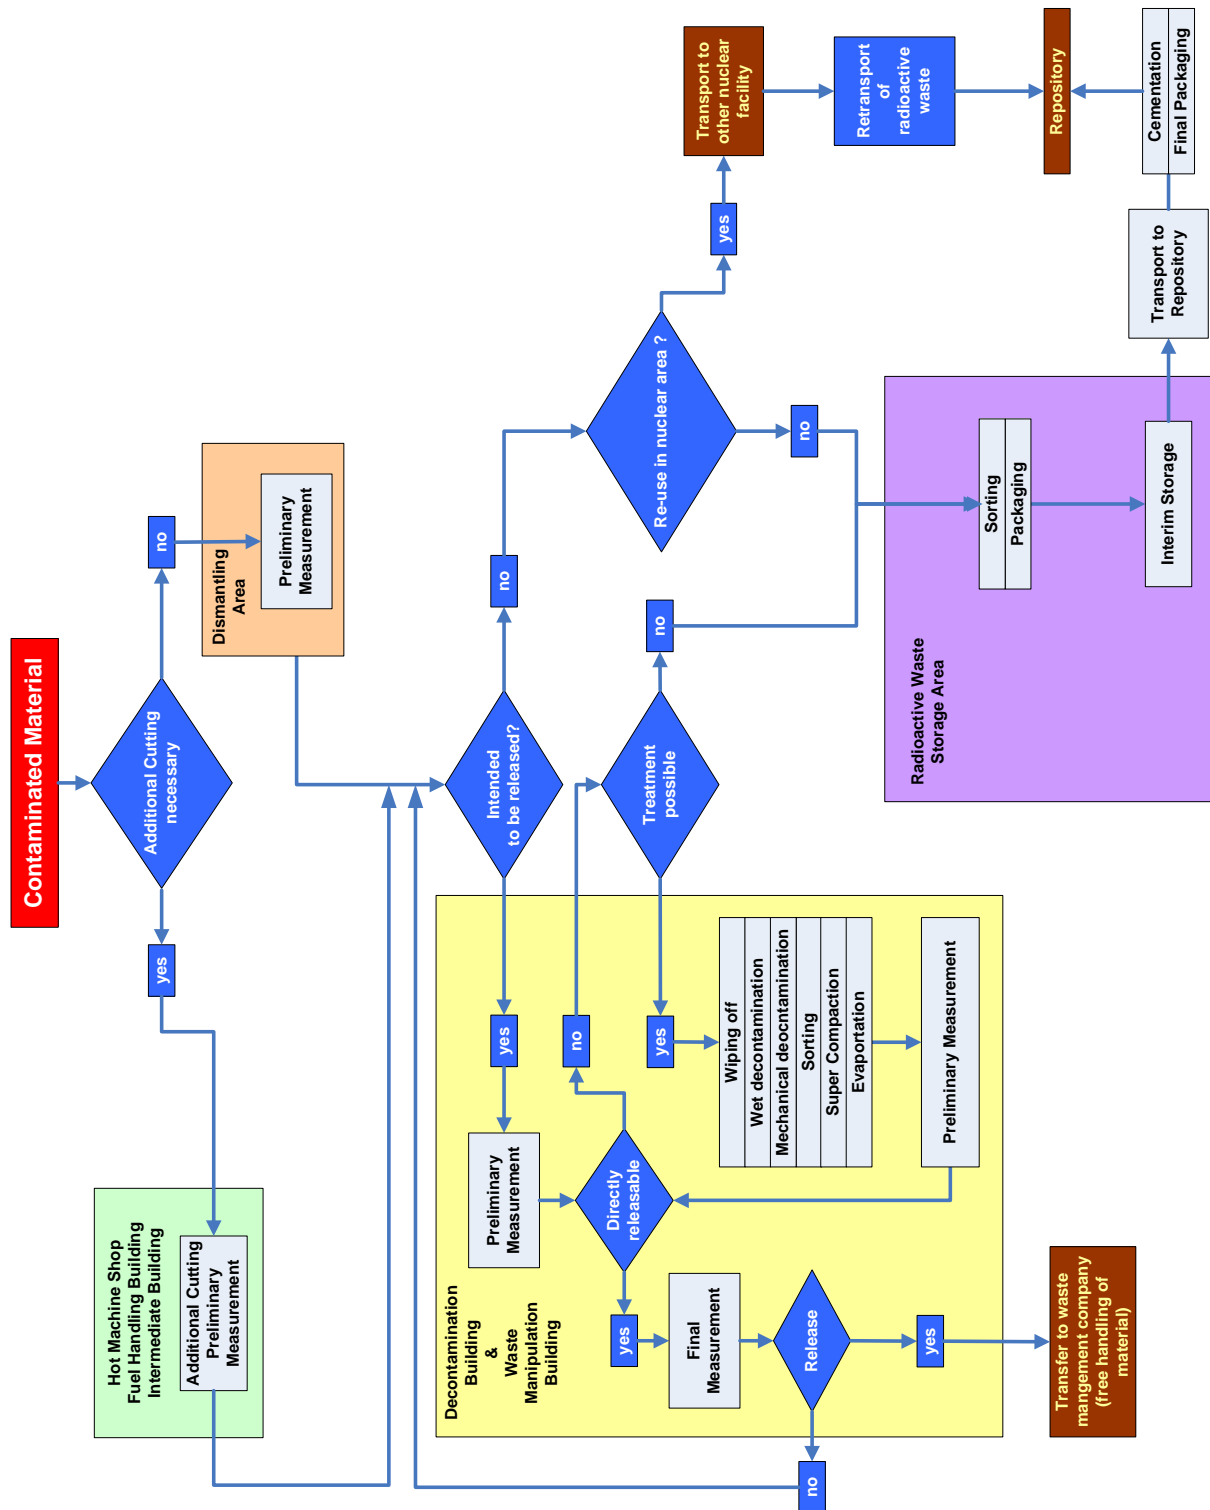 Contaminated Material
Additional Cutting
necessary
yes
no
Hot Machine Shop
Fuel Handling Building
Intermediate Building
Additional Cutting
Preliminary
Measurement
Dismantling
Area
Preliminary
Measurement
Intended
to be released?
yes
no
Decontamination
Building
&
Waste
Manipulation
Building
Preliminary
Measurement
Directly
releasable
no
yes
Treatment
possible
yes
no
Wiping off
Wet decontamination
Mechanical deocntamination
Sorting
Super Compaction
Evaportation
Preliminary Measurement
Final
Measurement
Release
yes
no
Transfer to waste
mangement company
(free handling of
material)
Re-use in nuclear area ?
yes
no
Transport to
other nuclear
facility
Retransport
of
radioactive
waste
Repository
Radioactive Waste
Storage Area
Sorting
Packaging
Interim Storage
Transport to
Repository
Cementation
Final Packaging